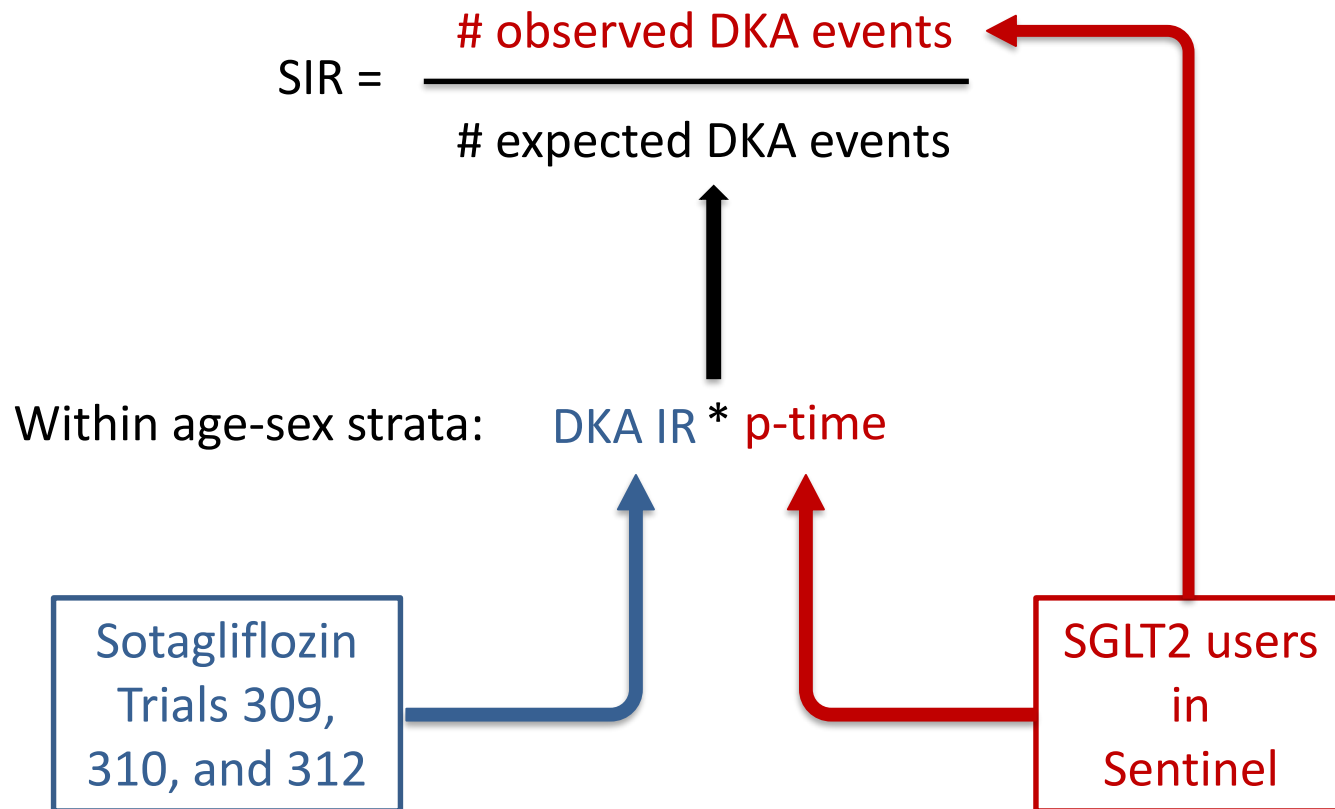 # observed DKA events
SIR =
# expected DKA events
Within age-sex strata: DKA IR * p-time
Sotagliflozin
Trials 309,
310, and 312
SGLT2 users
in
Sentinel